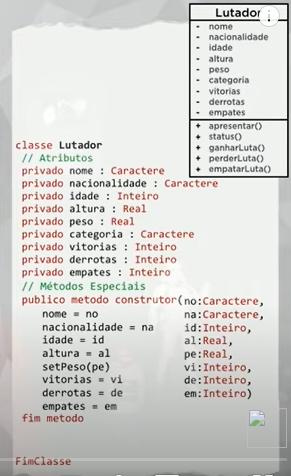 Lutador
- nome
- nacionalidade
- idade
- altura
- peso
- categoria
- vitorias
- derrotas
- empates
+ apresentar()
+ status()
+ ganharLuta()
+ perderLuta()
+ empatarLuta()
classe Lutador
// Atributos
privado nome : Caractere
privado nacionalidade : Caractere
privado idade : Inteiro
privado altura : Real
privado peso : Real
privado categoria : Caractere
privado vitorias : Inteiro
privado derrotas : Inteiro
privado empates : Inteiro
// Métodos Especiais
publico metodo construtor(no:Caractere,
nome = no na:Caractere,
nacionalidade = na id:Inteiro,
idade = id al:Real,
altura = al pe:Real,
setPeso(pe) vi:Inteiro,
vitorias = vi de:Inteiro,
derrotas = de em:Inteiro)
empates = em
fim metodo
FimClasse